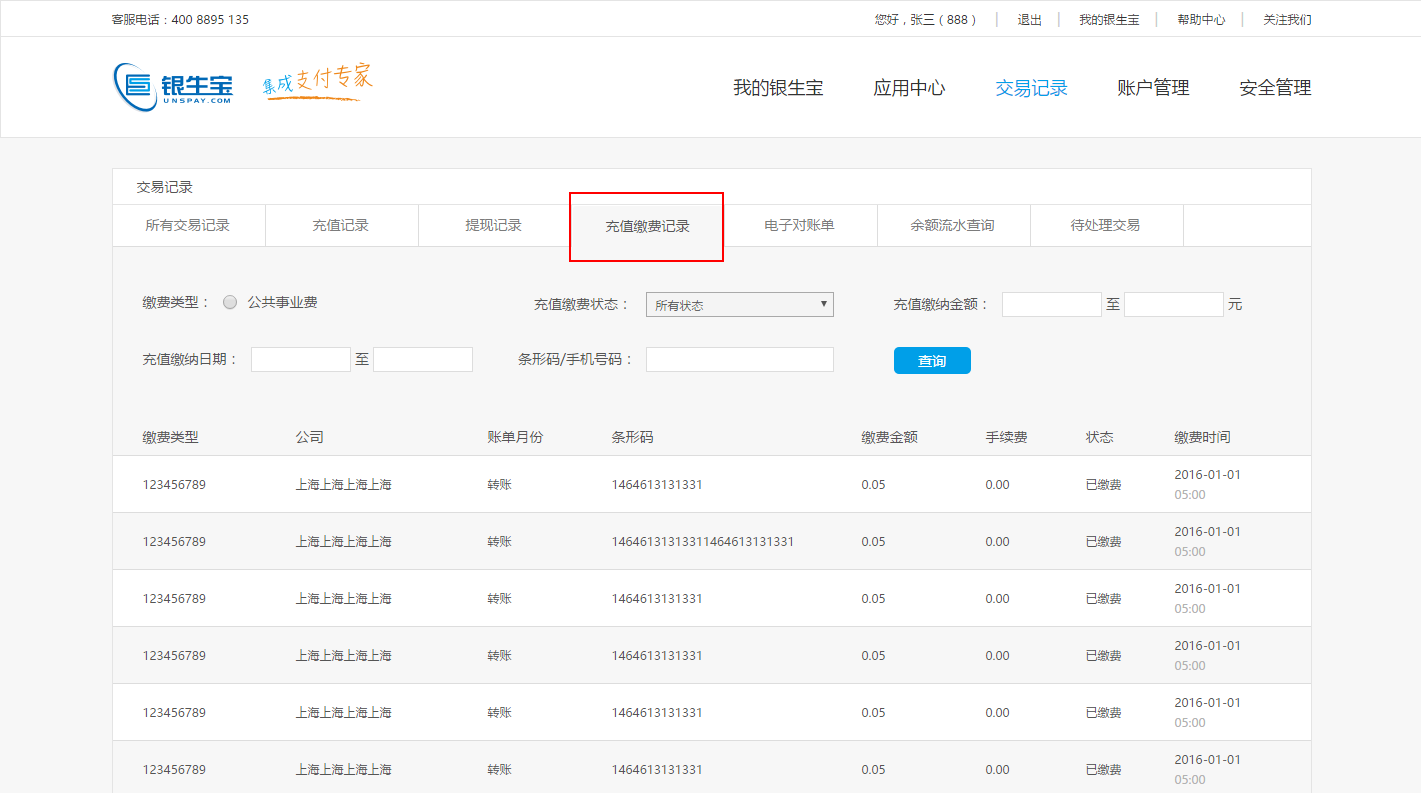 客服电话：400 8895 135 您好，张三（888） | 退出 | 我的银生宝 | 帮助中心 | 关注我们
银生宝 集成支付专家 我的银生宝 应用中心 交易记录 账户管理 安全管理
UNSPAY.COM
交易记录
所有交易记录 充值记录 提现记录 充值缴费记录 电子对账单 余额流水查询 待处理交易
缴费类型： 公共事业费 充值缴费状态： 所有状态 充值缴纳金额： 至 元
充值缴纳日期： 至 条形码/手机号码： 查询
缴费类型 公司 账单月份 条形码 缴费金额 手续费 状态 缴费时间
123456789 上海上海上海上海 转账 1464613131331 0.05 0.00 已缴费 2016-01-01
05:00
123456789 上海上海上海上海 转账 14646131313311464613131331 0.05 0.00 已缴费 2016-01-01
05:00
123456789 上海上海上海上海 转账 1464613131331 0.05 0.00 已缴费 2016-01-01
05:00
123456789 上海上海上海上海 转账 1464613131331 0.05 0.00 已缴费 2016-01-01
05:00
123456789 上海上海上海上海 转账 1464613131331 0.05 0.00 已缴费 2016-01-01
05:00
123456789 上海上海上海上海 转账 1464613131331 0.05 0.00 已缴费 2016-01-01
05:00